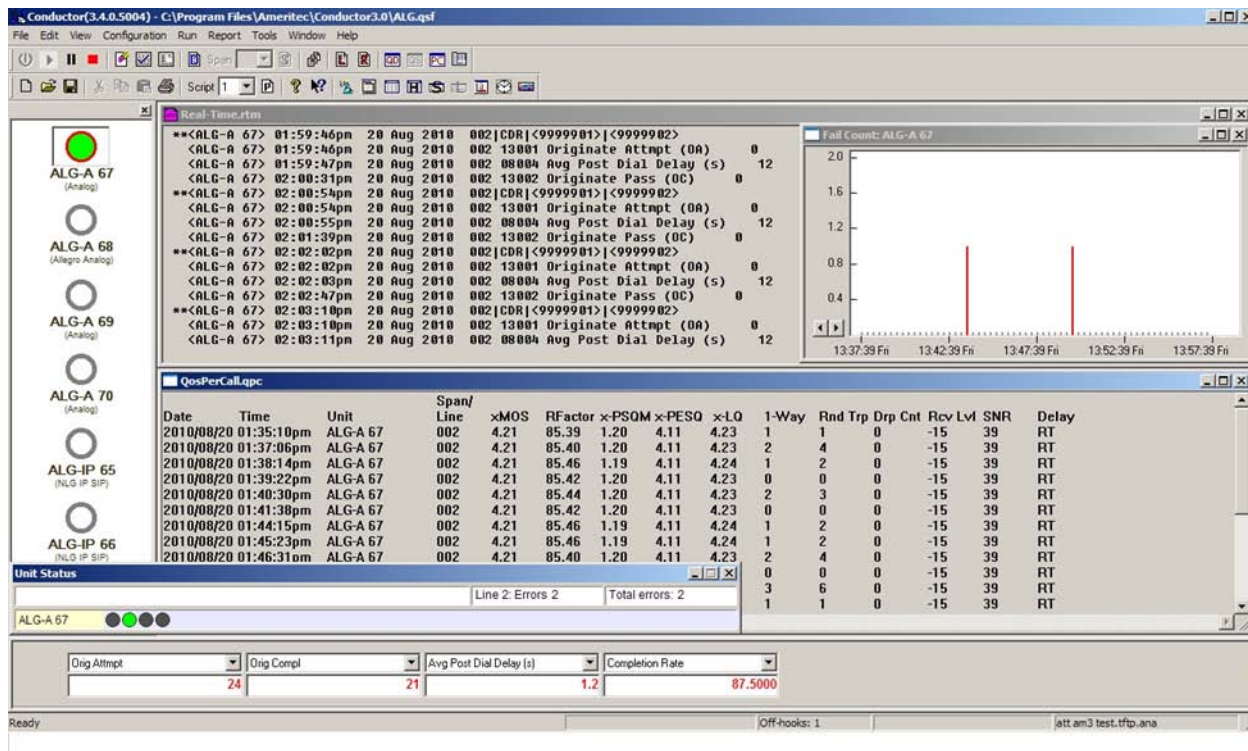 Conductor(3.4.0.5004) - C:\Program Files\Ameritec\Conductor3.0\ALG.qsf
File Edit View Configuration Run Report Tools Window Help
Span
Script 1
Real-Time.rtm
**<ALG-A 67> 01:59:46pm 20 Aug 2010 002|CDR|<9999901>|<9999902>
<ALG-A 67> 01:59:46pm 20 Aug 2010 002 13001 Originate Attmpt (OA) 0
<ALG-A 67> 01:59:47pm 20 Aug 2010 002 08004 Avg Post Dial Delay (s) 12
<ALG-A 67> 02:00:31pm 20 Aug 2010 002 13002 Originate Pass (OC) 0
**<ALG-A 67> 02:00:54pm 20 Aug 2010 002|CDR|<9999901>|<9999902>
<ALG-A 67> 02:00:54pm 20 Aug 2010 002 13001 Originate Attmpt (OA) 0
<ALG-A 67> 02:00:55pm 20 Aug 2010 002 08004 Avg Post Dial Delay (s) 12
<ALG-A 67> 02:01:39pm 20 Aug 2010 002 13002 Originate Pass (OC) 0
**<ALG-A 67> 02:02:02pm 20 Aug 2010 002|CDR|<9999901>|<9999902>
<ALG-A 67> 02:02:02pm 20 Aug 2010 002 13001 Originate Attmpt (OA) 0
<ALG-A 67> 02:02:03pm 20 Aug 2010 002 08004 Avg Post Dial Delay (s) 12
<ALG-A 67> 02:02:47pm 20 Aug 2010 002 13002 Originate Pass (OC) 0
**<ALG-A 67> 02:03:10pm 20 Aug 2010 002|CDR|<9999901>|<9999902>
<ALG-A 67> 02:03:10pm 20 Aug 2010 002 13001 Originate Attmpt (OA) 0
<ALG-A 67> 02:03:11pm 20 Aug 2010 002 08004 Avg Post Dial Delay (s) 12
Fail Count: ALG-A 67
2.0
1.6
1.2
0.8
0.4
13:37:39 Fri 13:42:39 Fri 13:47:39 Fri 13:52:39 Fri 13:57:39 Fri
ALG-A 67
(Analog)
ALG-A 68
(Allegro Analog)
ALG-A 69
(Analog)
ALG-A 70
(Analog)
ALG-IP 65
(NLG IP SIP)
ALG-IP 66
(NLG IP SIP)
QosPerCall.qpc
Span/
Date Time Unit Line xMOS RFactor x-PSQM x-PESQ x-LQ 1-Way Rnd Trp Drp Cnt Rcv Lvl SNR Delay
2010/08/20 01:35:10pm ALG-A 67 002 4.21 85.39 1.20 4.11 4.23 1 1 0 -15 39 RT
2010/08/20 01:37:06pm ALG-A 67 002 4.21 85.40 1.20 4.11 4.23 2 4 0 -15 39 RT
2010/08/20 01:38:14pm ALG-A 67 002 4.21 85.46 1.19 4.11 4.24 1 2 0 -15 39 RT
2010/08/20 01:39:22pm ALG-A 67 002 4.21 85.42 1.20 4.11 4.23 0 0 0 -15 39 RT
2010/08/20 01:40:30pm ALG-A 67 002 4.21 85.44 1.20 4.11 4.23 2 3 0 -15 39 RT
2010/08/20 01:41:38pm ALG-A 67 002 4.21 85.42 1.20 4.11 4.23 0 0 0 -15 39 RT
2010/08/20 01:44:15pm ALG-A 67 002 4.21 85.46 1.19 4.11 4.24 1 2 0 -15 39 RT
2010/08/20 01:45:23pm ALG-A 67 002 4.21 85.46 1.19 4.11 4.24 1 2 0 -15 39 RT
2010/08/20 01:46:31pm ALG-A 67 002 4.21 85.40 1.20 4.11 4.23 2 4 0 -15 39 RT
0 0 0 -15 39 RT
3 6 0 -15 39 RT
1 1 0 -15 39 RT
Unit Status
Line 2: Errors 2 Total errors: 2
ALG-A 67
Orig Attmpt Orig Compl Avg Post Dial Delay (s) Completion Rate
24 21 1.2 87.5000
Ready Off-hooks: 1 att am3 test.tftp.ana